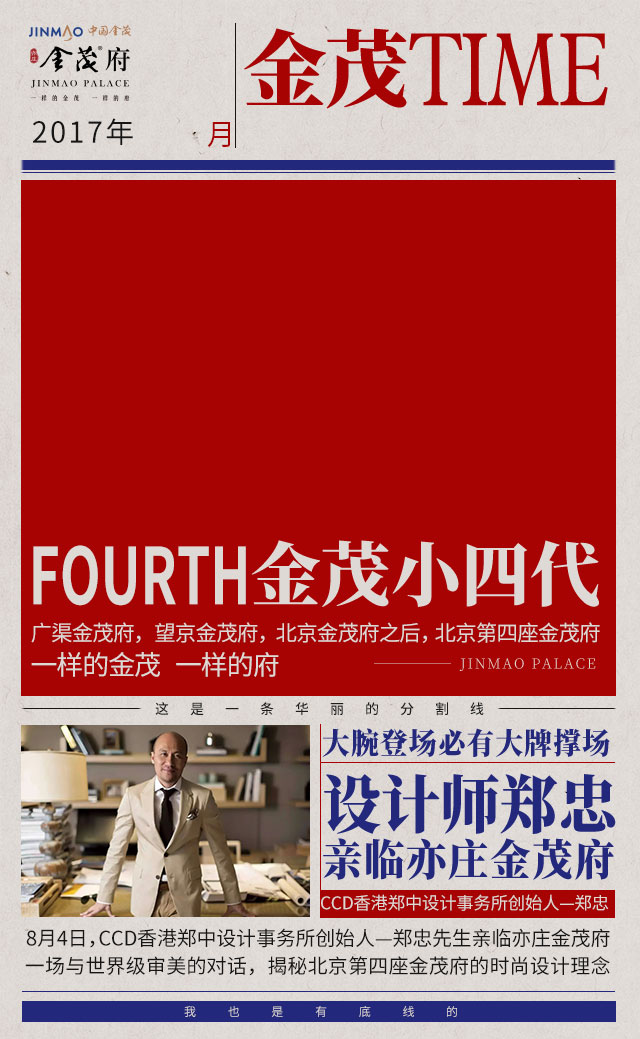 JINMAO 中国金茂
亦庄 金茂府®
JINMAO PALACE
一样的金茂 一样的府
2017年 月
金茂TIME
FOURTH金茂小四代
广渠金茂府，望京金茂府，北京金茂府之后，北京第四座金茂府
一样的金茂 一样的府
JINMAO PALACE
这是一条华丽的分割线
大腕登场必有大牌撑场
设计师郑忠
亲临亦庄金茂府
CCD香港郑中设计事务所创始人—郑忠
8月4日，CCD香港郑中设计事务所创始人—郑忠先生亲临亦庄金茂府
一场与世界级审美的对话，揭秘北京第四座金茂府的时尚设计理念
我也是有底线的